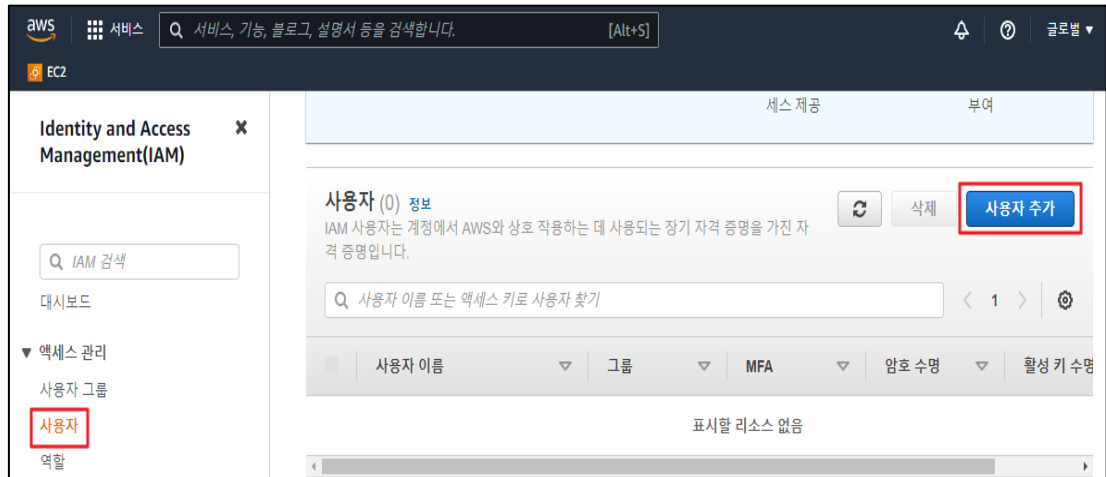 aws 서비스 서비스, 기능, 블로그, 설명서 등을 검색합니다. [Alt+S] 글로벌 ▼
EC2
Identity and Access
Management(IAM)
IAM 검색
대시보드
▼ 액세스 관리
사용자 그룹
사용자
역할
세스 제공 부여
사용자 (0) 정보
IAM 사용자는 계정에서 AWS와 상호 작용하는 데 사용되는 장기 자격 증명을 가진 자
격 증명입니다.
삭제 사용자 추가
사용자 이름 또는 액세스 키로 사용자 찾기
1
사용자 이름 그룹 MFA 암호 수명 활성 키 수명
표시할 리소스 없음